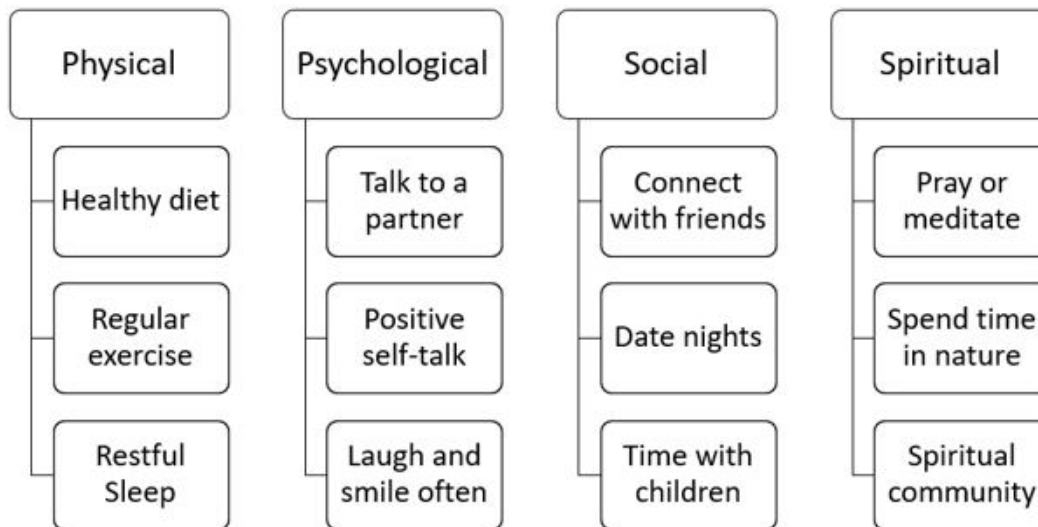 Physical
Healthy diet
Regular
exercise
Restful
Sleep
Psychological
Talk to a
partner
Positive
self-talk
Laugh and
smile often
Social
Connect
with friends
Date nights
Time with
children
Spiritual
Pray or
meditate
Spend time
in nature
Spiritual
community